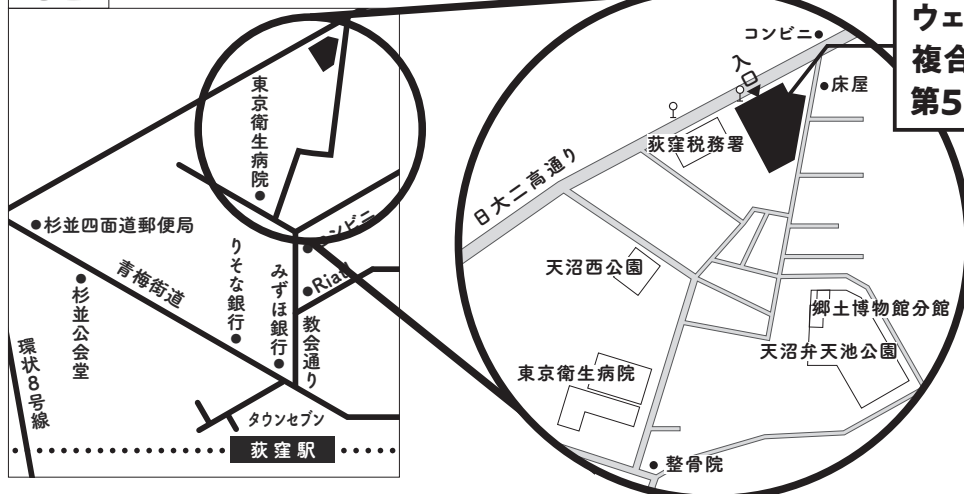 ウェ
複合
第5
コンビニ
入口
床屋
荻窪税務署
日大二高通り
天沼西公園
郷土博物館分館
天沼弁天池公園
東京衛生病院
整骨院
東京衛生病院
杉並四面道郵便局
青梅街道
杉並公会堂
環状8号線
りそな銀行
みずほ銀行
教会通り
タウンセブン
荻窪駅